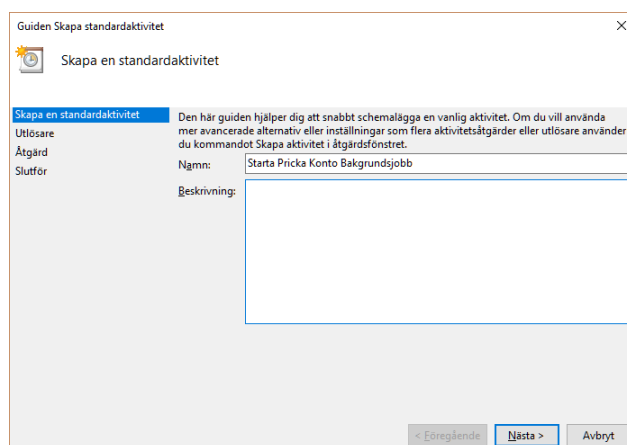 Guiden Skapa standardaktivitet
Skapa en standardaktivitet
Skapa en standardaktivitet
Utlösare
Åtgärd
Slutför
Den här guiden hjälper dig att snabbt schemalägga en vanlig aktivitet. Om du vill använda
mer avancerade alternativ eller inställningar som flera aktivitetsåtgärder eller utlösare använder
du kommandot Skapa aktivitet i åtgärdsfönstret.
Namn: Starta Pricka Konto Bakgrundsjobb
Beskrivning:
< Föregående Nästa > Avbryt